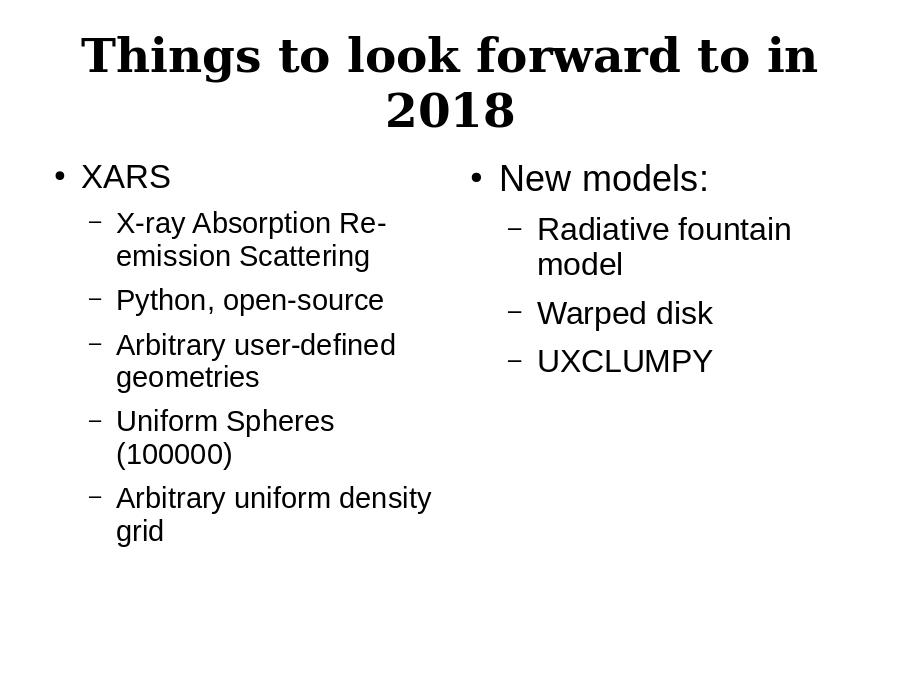 Things to look forward to in
2018
• XARS
– X-ray Absorption Re-
emission Scattering
– Python, open-source
– Arbitrary user-defined
geometries
– Uniform Spheres
(100000)
– Arbitrary uniform density
grid
• New models:
– Radiative fountain
model
– Warped disk
– UXCLUMPY